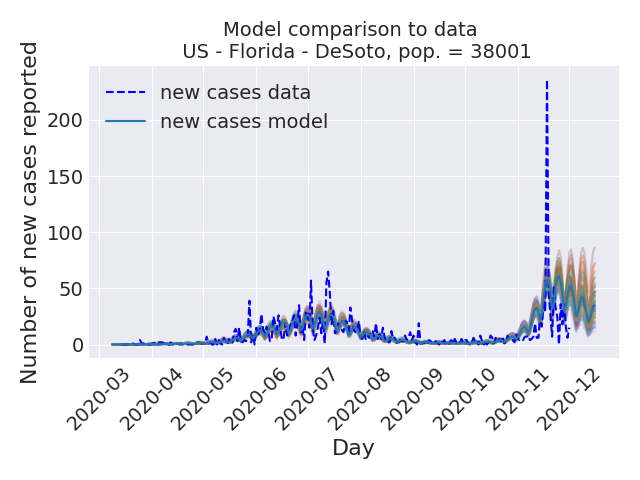 Model comparison to data
US - Florida - DeSoto, pop. = 38001
new cases data
new cases model
Number of new cases reported
200
150
100
50
0
2020-03
2020-04
2020-05
2020-06
2020-07
2020-08
2020-09
2020-10
2020-11
2020-12
Day